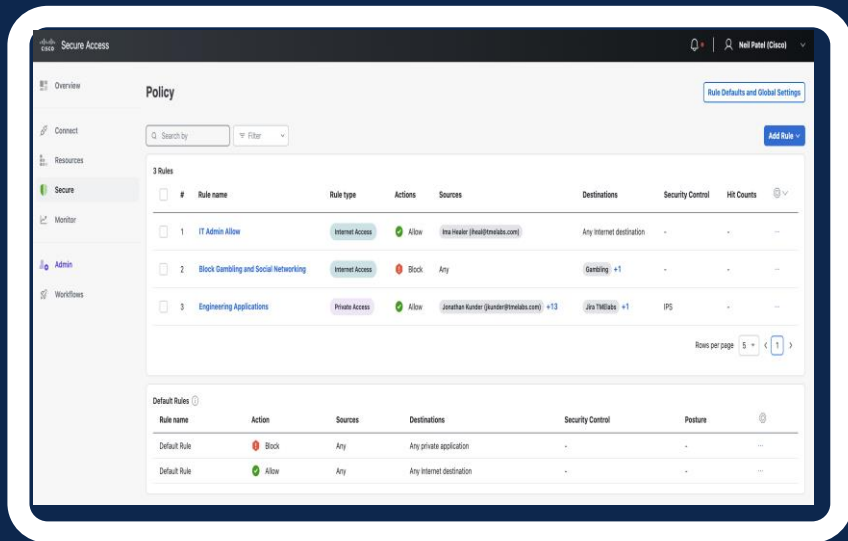 CISCO Secure Access
Neil Patel (Cisco)
Overview
Connect
Resources
Secure
Monitor
Admin
Workflows
Policy
Rule Defaults and Global Settings
Search by
Filter
Add Rule
3 Rules
# Rule name Rule type Actions Sources Destinations Security Control Hit Counts
1 IT Admin Allow Internet Access Allow Ima Healer (iheal@tmelabs.com) Any Internet destination - - ...
2 Block Gambling and Social Networking Internet Access Block Any Gambling +1 - - ...
3 Engineering Applications Private Access Allow Jonathan Kunder (jkunder@tmelabs.com) +13 Jira TMElabs +1 IPS - ...
Rows per page 5 < 1 >
Default Rules
Rule name Action Sources Destinations Security Control Posture
Default Rule Block Any Any private application - - ...
Default Rule Allow Any Any Internet destination - - ...